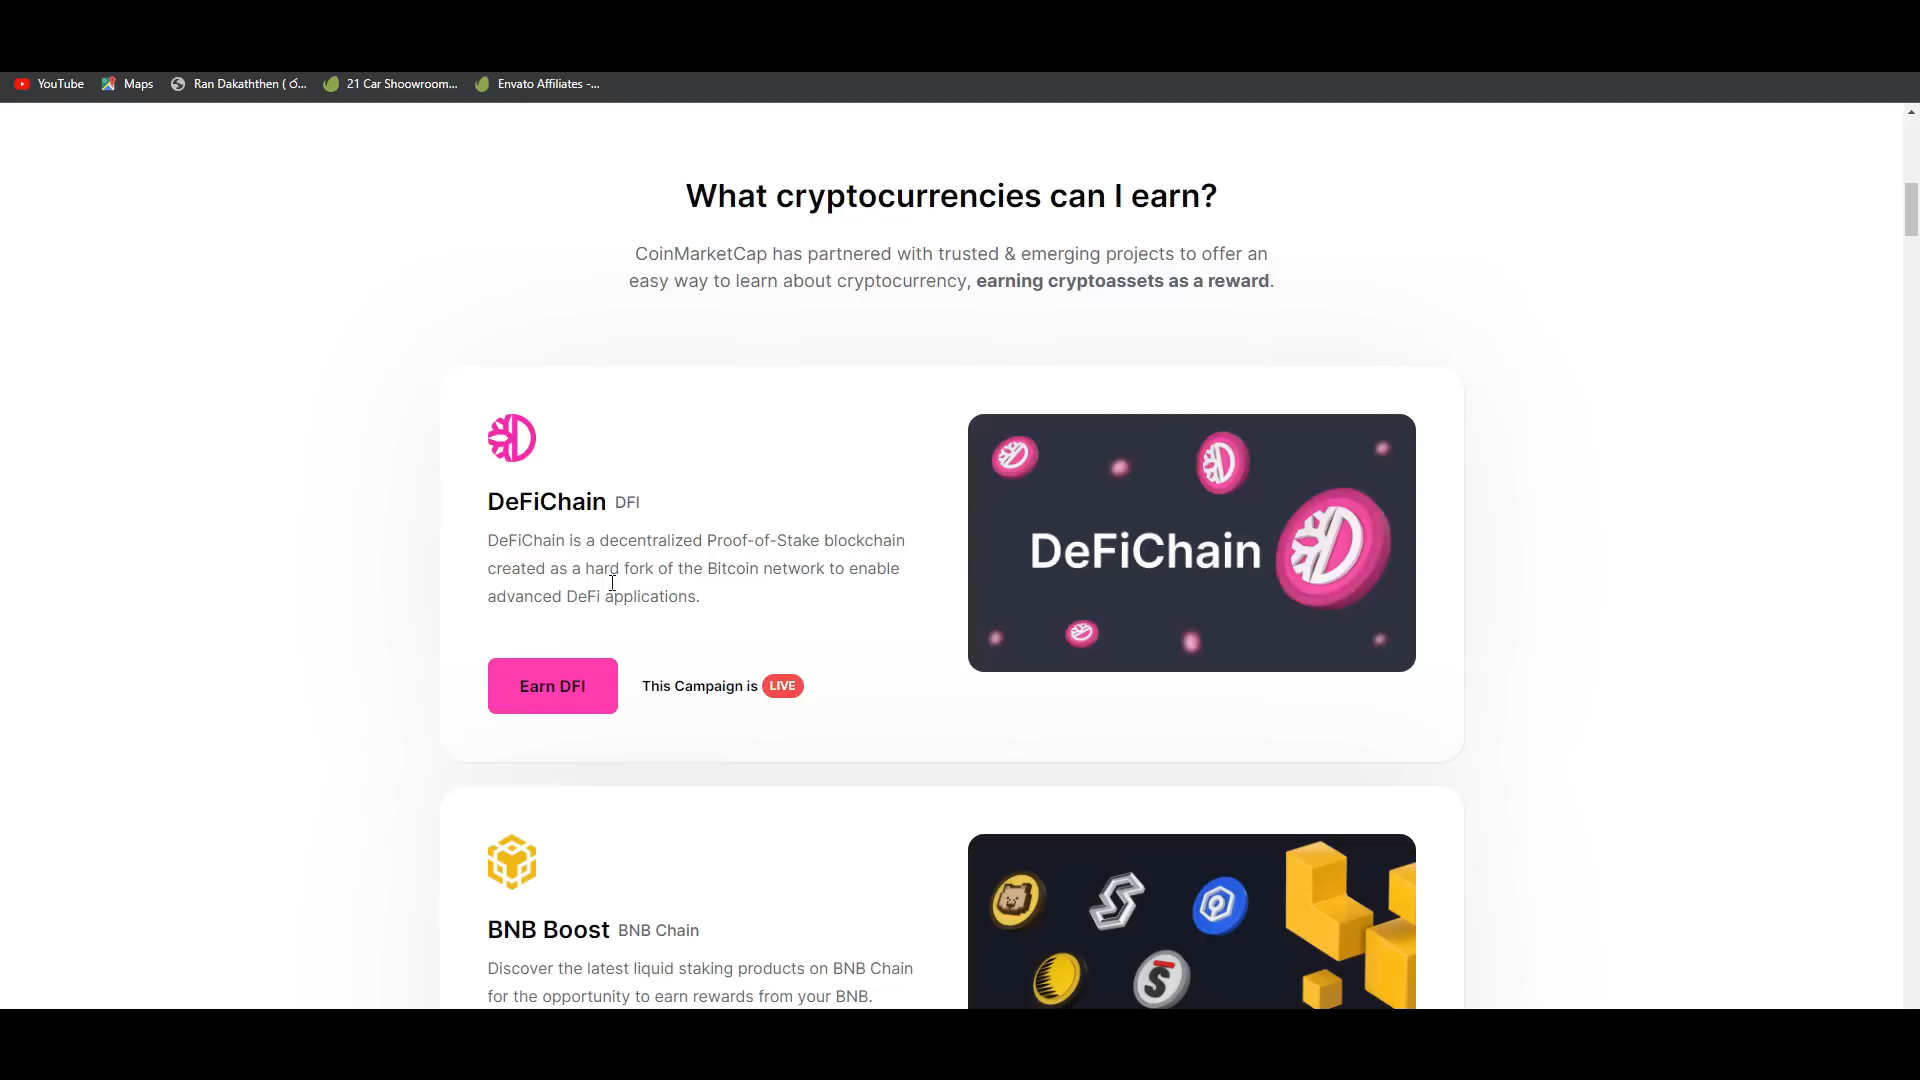 YouTube Maps Ran Dakaththen ( ර්... 21 Car Shoowroom... Envato Affiliates -...
What cryptocurrencies can I earn?
CoinMarketCap has partnered with trusted & emerging projects to offer an
easy way to learn about cryptocurrency, earning cryptoassets as a reward.
DeFiChain DFI
DeFiChain is a decentralized Proof-of-Stake blockchain
created as a hard fork of the Bitcoin network to enable
advanced DeFi applications.
Earn DFI This Campaign is LIVE
DeFiChain
BNB Boost BNB Chain
Discover the latest liquid staking products on BNB Chain
for the opportunity to earn rewards from your BNB.